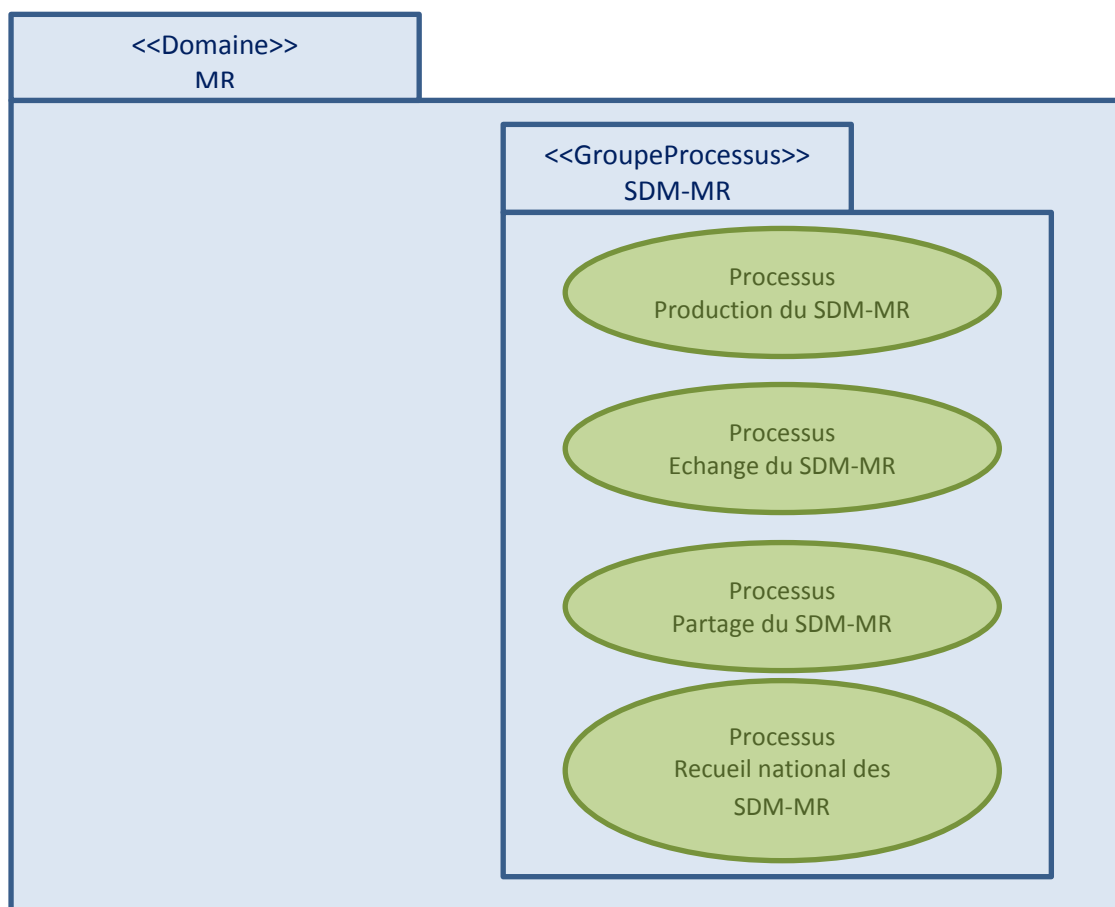 <<Domaine>>
MR
<<GroupeProcessus>>
SDM-MR
Processus
Production du SDM-MR
Processus
Echange du SDM-MR
Processus
Partage du SDM-MR
Processus
Recueil national des
SDM-MR